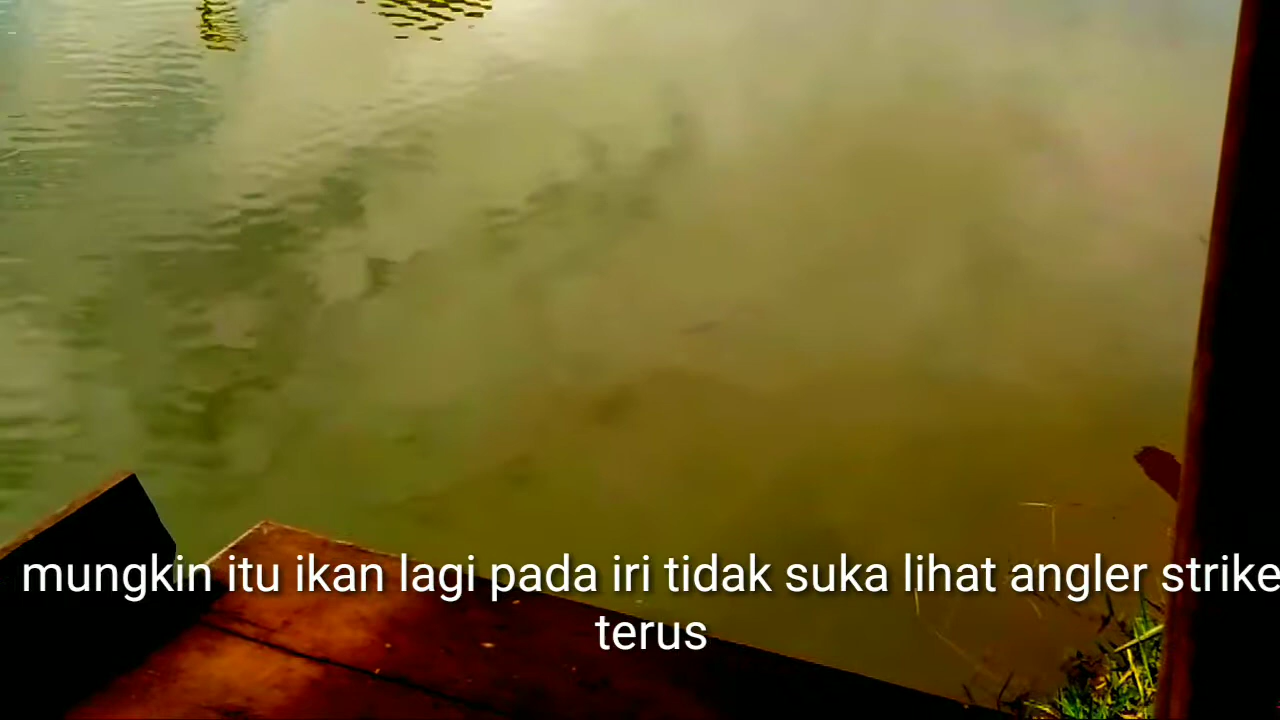 mungkin itu ikan lagi pada iri tidak suka lihat angler strike
terus